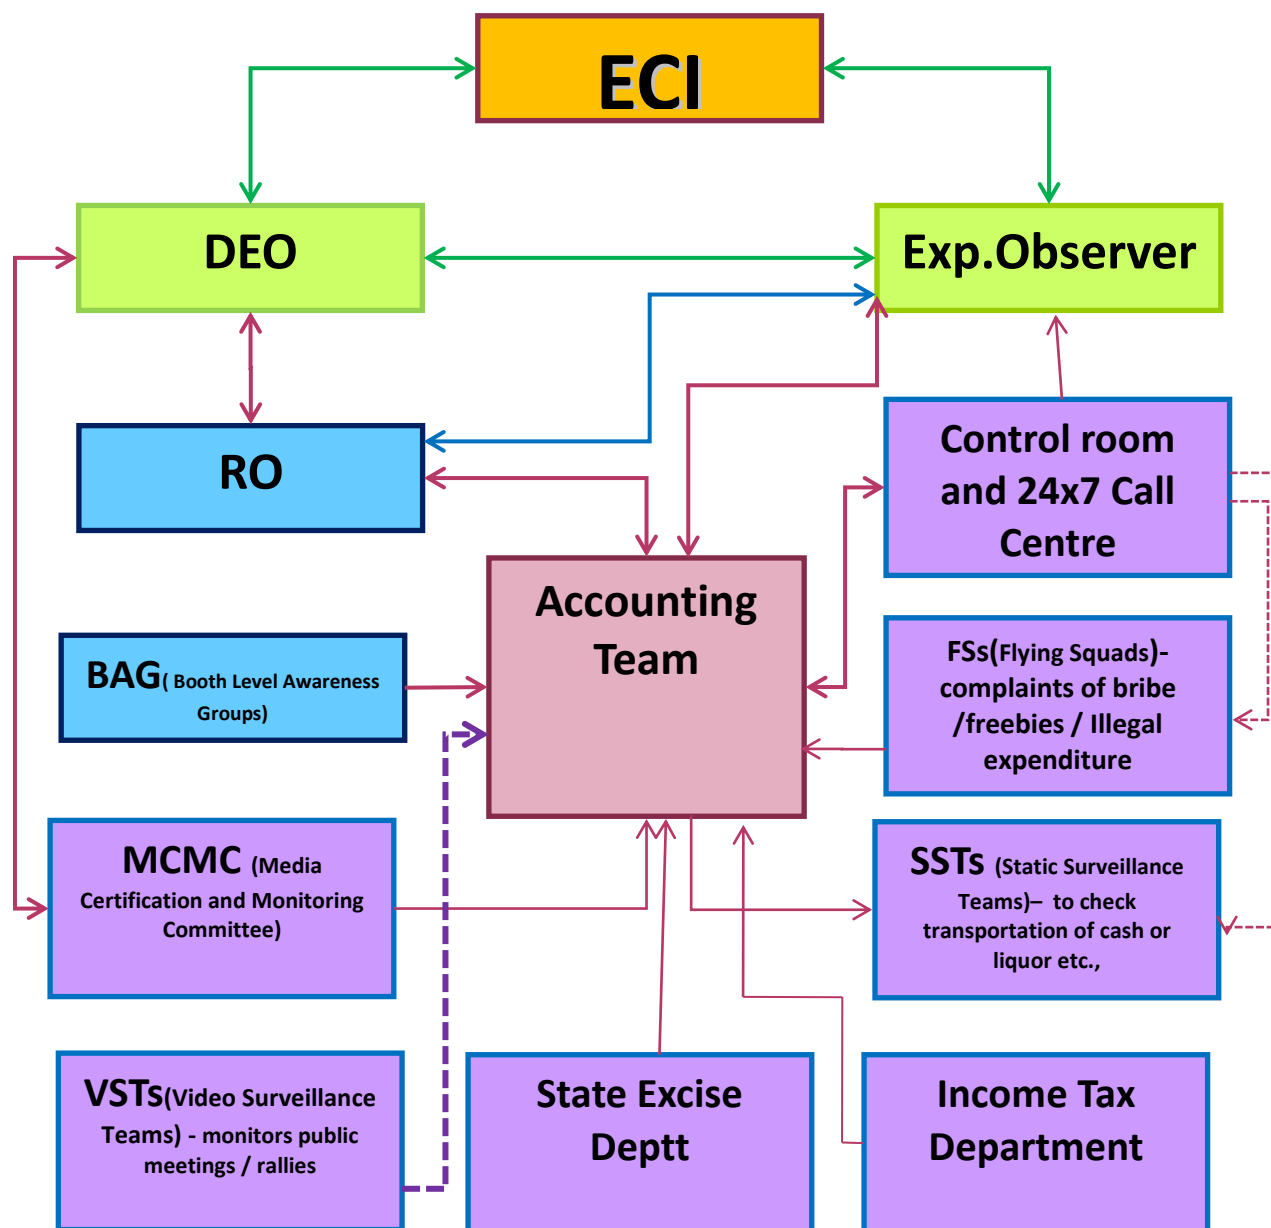 ECI
DEO
Exp.Observer
RO
Control room
and 24x7 Call
Centre
Accounting
Team
BAG( Booth Level Awareness
Groups)
FSs(Flying Squads)-
complaints of bribe
/freebies / Illegal
expenditure
MCMC (Media
Certification and Monitoring
Committee)
SSTs (Static Surveillance
Teams)– to check
transportation of cash or
liquor etc.,
VSTs(Video Surveillance
Teams) - monitors public
meetings / rallies
State Excise
Deptt
Income Tax
Department